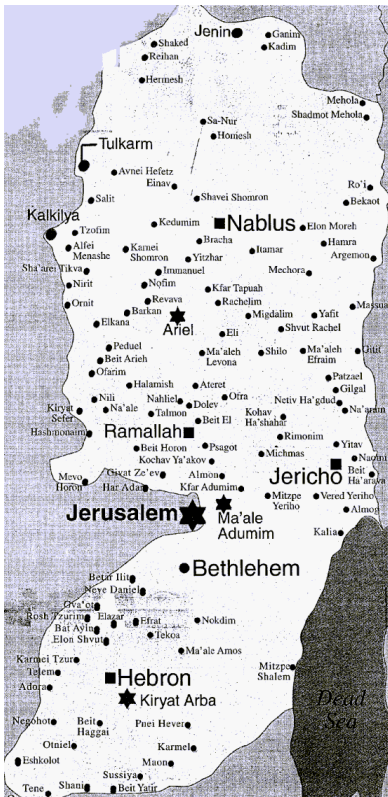 Jenin
Ganim
Kadim
Shaked
Reihan
Hermesh
Mehola
Shadmot Mehola
Sa-Nur
Homesh
Tulkarm
Avnei Hefetz
Einav
Ro'i
Salit
Shavei Shomron
Bekaot
Kalkilya
Tzofim
Kedumim
Nablus
Elon Moreh
Alfei
Menashe
Karnei
Shomron
Bracha
Itamar
Hamra
Argemon
Yitzhar
Sha'arei Tikva
Immanuel
Mechora
Nirit
Nofim
Kfar Tapuah
Ornit
Revava
Rachelim
Massua
Barkan
Ariel
Elkana
Migdalim
Yafit
Shvut Rachel
Eli
Peduel
Beit Arieh
Ofarim
Ma'aleh
Levona
Shilo
Ma'aleh
Efraim
Gitit
Halamish
Ateret
Patzael
Gilgal
Nili
Nahliel
Dolev
Ofra
Netiv Ha'gdud
Na'aran
Kiryat
Sefer
Na'ale
Talmon
Beit El
Kohav
Ha'shahar
Hashmonaim
Ramallah
Rimonim
Yitav
Beit Horon
Psagot
Michmas
Naomi
Kochav Ya'akov
Jericho
Beit
Ha'arava
Mevo
Horon
Givat Ze'ev
Har Adar
Almon
Kfar Adumim
Mitzpe
Yeriho
Vered Yeriho
Almog
Jerusalem
Ma'ale
Adumim
Kalia
Bethlehem
Betar Ilit
Neve Daniel
Gva'ot
Rosh Tzurim
Elazar
Bat Ayin
Efrat
Nokdim
Elon Shvut
Tekoa
Karmei Tzur
Ma'ale Amos
Telem
Mitzpe
Shalem
Adora
Hebron
Kiryat Arba
Dead
Sea
Negohot
Beit
Haggai
Pnei Hever
Otniel
Karmel
Eshkolot
Maon
Sussiya
Tene
Shani
Beit Yatir